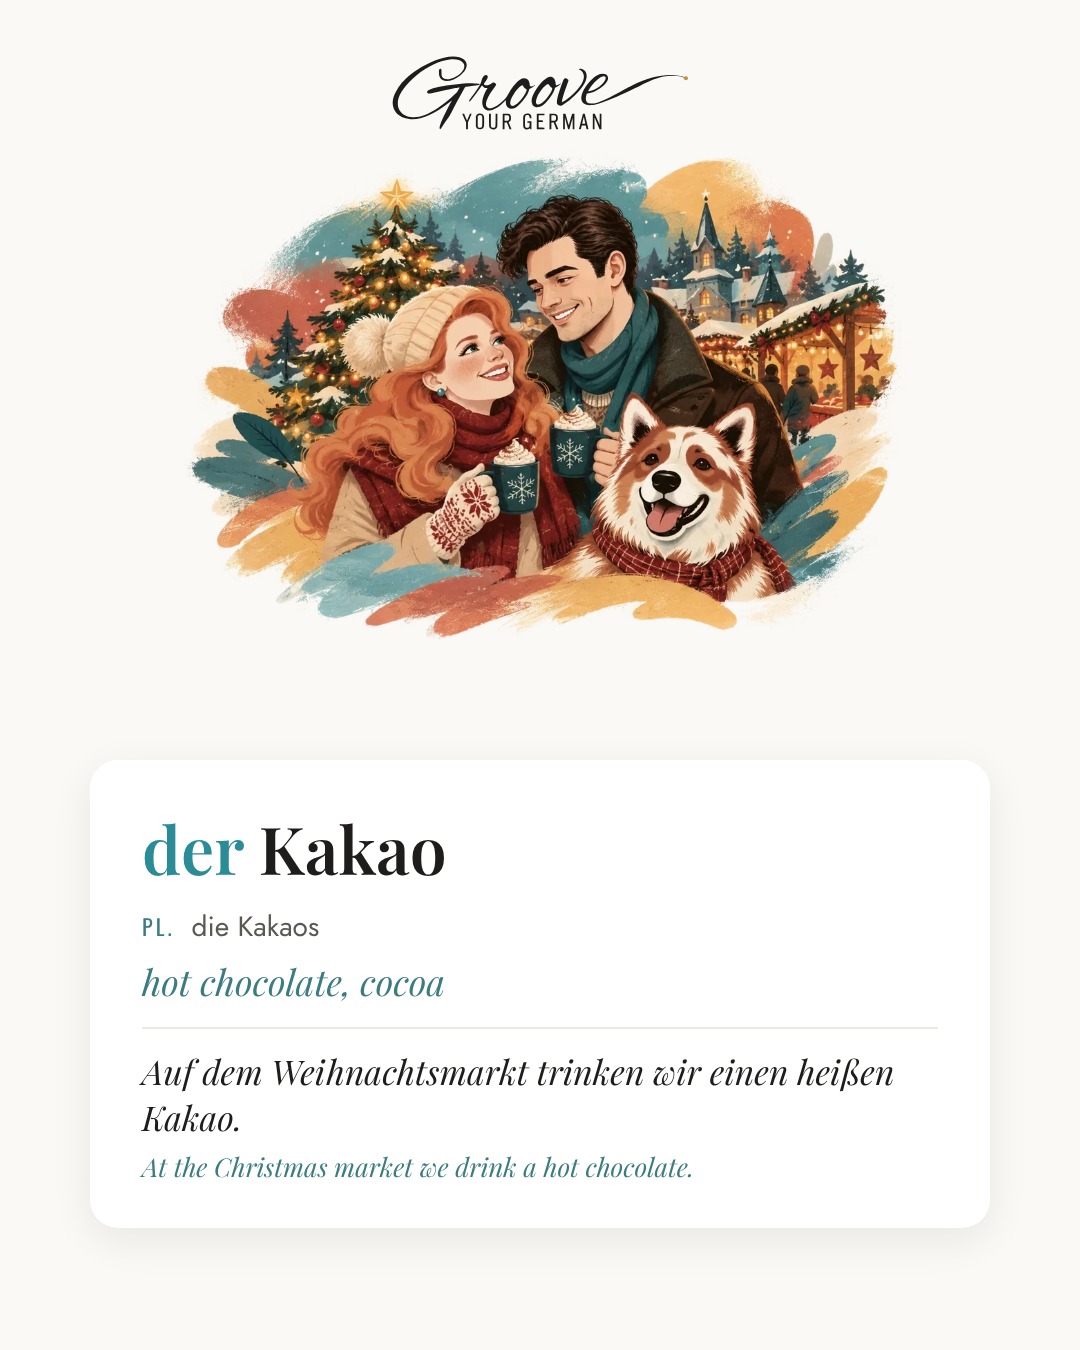 Groove
YOUR GERMAN
der Kakao
PL. die Kakaos
hot chocolate, cocoa
Auf dem Weihnachtsmarkt trinken wir einen heißen
Kakao.
At the Christmas market we drink a hot chocolate.